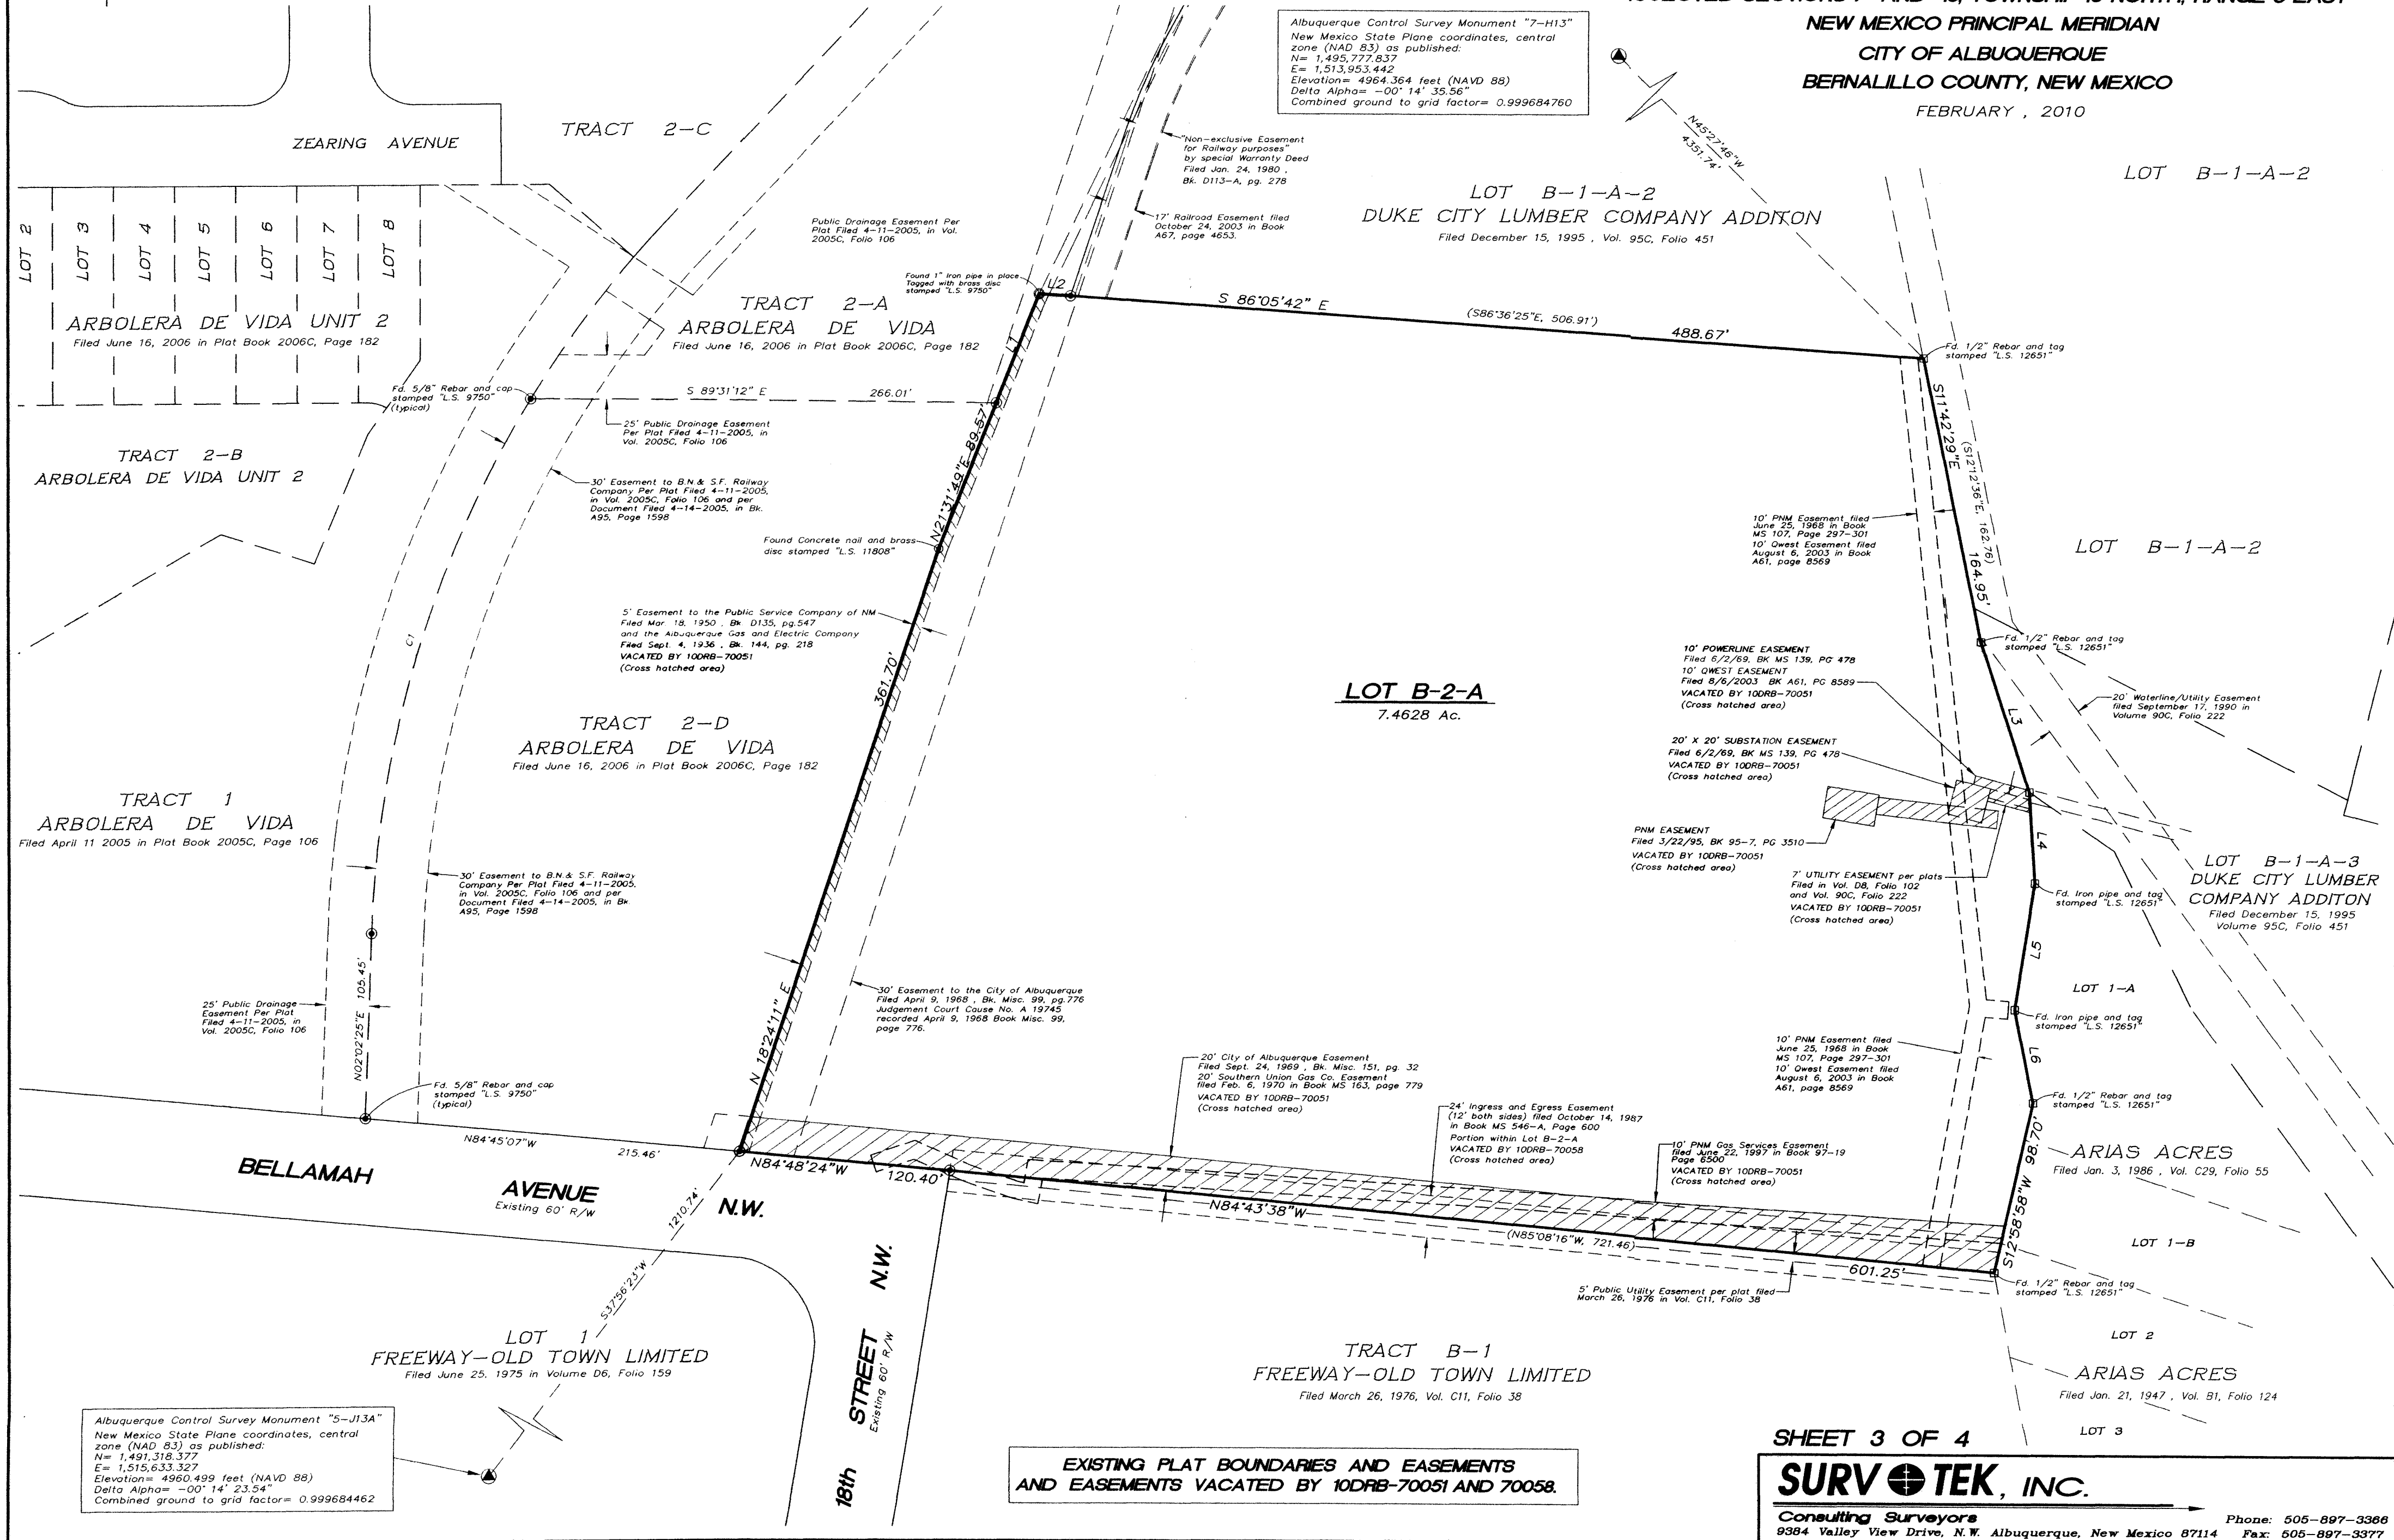 NEW MEXICO PRINCIPAL MERIDIAN
CITY OF ALBUQUERQUE
BERNALILLO COUNTY, NEW MEXICO
FEBRUARY , 2010
Albuquerque Control Survey Monument "7-H13"
New Mexico State Plane coordinates, central
zone (NAD 83) as published:
N= 1,495,777.837
E= 1,513,953.442
Elevation= 4964.364 feet (NAVD 88)
Delta Alpha= -00° 14' 35.56"
Combined ground to grid factor= 0.999684760
N45°27'46"W
4351.74'
ZEARING AVENUE
TRACT 2-C
LOT 2
LOT 3
LOT 4
LOT 5
LOT 6
LOT 7
LOT 8
ARBOLERA DE VIDA UNIT 2
Filed June 16, 2006 in Plat Book 2006C, Page 182
Public Drainage Easement Per
Plat Filed 4-11-2005, in Vol.
2005C, Folio 106
"Non-exclusive Easement
for Railway purposes"
by special Warranty Deed
Filed Jan. 24, 1980 ,
Bk. D113-A, pg. 278
17' Railroad Easement filed
October 24, 2003 in Book
A67, page 4653.
LOT B-1-A-2
DUKE CITY LUMBER COMPANY ADDITON
Filed December 15, 1995 , Vol. 95C, Folio 451
LOT B-1-A-2
Found 1" Iron pipe in place
Tagged with brass disc
stamped "L.S. 9750"
L2
TRACT 2-A
ARBOLERA DE VIDA
Filed June 16, 2006 in Plat Book 2006C, Page 182
S 86°05'42" E
(S86°36'25"E, 506.91')
488.67'
Fd. 1/2" Rebar and tag
stamped "L.S. 12651"
Fd. 5/8" Rebar and cap
stamped "L.S. 9750"
(typical)
S 89°31'12" E
266.01'
25' Public Drainage Easement
Per Plat Filed 4-11-2005, in
Vol. 2005C, Folio 106
TRACT 2-B
ARBOLERA DE VIDA UNIT 2
30' Easement to B.N.& S.F. Railway
Company Per Plat Filed 4-11-2005,
in Vol. 2005C, Folio 106 and per
Document Filed 4-14-2005, in Bk.
A95, Page 1598
N21°31'49"E 89.57'
Found Concrete nail and brass
disc stamped "L.S. 11808"
S11°42'29"E
(S12°12'36"E, 162.76)
164.95'
10' PNM Easement filed
June 25, 1968 in Book
MS 107, Page 297-301
10' Qwest Easement filed
August 6, 2003 in Book
A61, page 8569
LOT B-1-A-2
5' Easement to the Public Service Company of NM
Filed Mar. 18, 1950 , Bk. D135, pg.547
and the Albuquerque Gas and Electric Company
Filed Sept. 4, 1936 , Bk. 144, pg. 218
VACATED BY 10DRB-70051
(Cross hatched area)
C1
361.70'
LOT B-2-A
7.4628 Ac.
Fd. 1/2" Rebar and tag
stamped "L.S. 12651"
10' POWERLINE EASEMENT
Filed 6/2/69, BK MS 139, PG 478
10' QWEST EASEMENT
Filed 8/6/2003 BK A61, PG 8589
VACATED BY 10DRB-70051
(Cross hatched area)
L3
20' Waterline/Utility Easement
filed September 17, 1990 in
Volume 90C, Folio 222
TRACT 2-D
ARBOLERA DE VIDA
Filed June 16, 2006 in Plat Book 2006C, Page 182
20' X 20' SUBSTATION EASEMENT
Filed 6/2/69, BK MS 139, PG 478
VACATED BY 10DRB-70051
(Cross hatched area)
TRACT 1
ARBOLERA DE VIDA
Filed April 11 2005 in Plat Book 2005C, Page 106
PNM EASEMENT
Filed 3/22/95, BK 95-7, PG 3510
VACATED BY 10DRB-70051
(Cross hatched area)
L4
7' UTILITY EASEMENT per plats
Filed in Vol. D8, Folio 102
and Vol. 90C, Folio 222
VACATED BY 10DRB-70051
(Cross hatched area)
LOT B-1-A-3
DUKE CITY LUMBER
COMPANY ADDITON
Filed December 15, 1995
Volume 95C, Folio 451
Fd. Iron pipe and tag
stamped "L.S. 12651"
30' Easement to B.N.& S.F. Railway
Company Per Plat Filed 4-11-2005,
in Vol. 2005C, Folio 106 and per
Document Filed 4-14-2005, in Bk.
A95, Page 1598
L5
25' Public Drainage
Easement Per Plat
Filed 4-11-2005, in
Vol. 2005C, Folio 106
N02°02'25"E 105.45'
N 18°24'11" E
30' Easement to the City of Albuquerque
Filed April 9, 1968 , Bk. Misc. 99, pg.776
Judgement Court Cause No. A 19745
recorded April 9, 1968 Book Misc. 99,
page 776.
LOT 1-A
Fd. Iron pipe and tag
stamped "L.S. 12651"
L6
10' PNM Easement filed
June 25, 1968 in Book
MS 107, Page 297-301
10' Qwest Easement filed
August 6, 2003 in Book
A61, page 8569
Fd. 5/8" Rebar and cap
stamped "L.S. 9750"
(typical)
20' City of Albuquerque Easement
Filed Sept. 24, 1969 , Bk. Misc. 151, pg. 32
20' Southern Union Gas Co. Easement
filed Feb. 6, 1970 in Book MS 163, page 779
VACATED BY 10DRB-70051
(Cross hatched area)
24' Ingress and Egress Easement
(12' both sides) filed October 14, 1987
in Book MS 546-A, Page 600
Portion within Lot B-2-A
VACATED BY 10DRB-70058
(Cross hatched area)
10' PNM Gas Services Easement
filed June 22, 1997 in Book 97-19
Page 6500
VACATED BY 10DRB-70051
(Cross hatched area)
Fd. 1/2" Rebar and tag
stamped "L.S. 12651"
ARIAS ACRES
Filed Jan. 3, 1986 , Vol. C29, Folio 55
S12°58'58"W 98.70'
N84°45'07"W
215.46'
N84°48'24"W
120.40'
BELLAMAH
AVENUE
N.W.
Existing 60' R/W
1210.74'
S37°56'23"W
N84°43'38"W
(N85°08'16"W, 721.46)
601.25'
LOT 1-B
Fd. 1/2" Rebar and tag
stamped "L.S. 12651"
5' Public Utility Easement per plat filed
March 26, 1976 in Vol. C11, Folio 38
18th STREET N.W.
Existing 60' R/W
LOT 1
FREEWAY-OLD TOWN LIMITED
Filed June 25, 1975 in Volume D6, Folio 159
TRACT B-1
FREEWAY-OLD TOWN LIMITED
Filed March 26, 1976, Vol. C11, Folio 38
LOT 2
ARIAS ACRES
Filed Jan. 21, 1947 , Vol. B1, Folio 124
LOT 3
Albuquerque Control Survey Monument "5-J13A"
New Mexico State Plane coordinates, central
zone (NAD 83) as published:
N= 1,491,318.377
E= 1,515,633.327
Elevation= 4960.499 feet (NAVD 88)
Delta Alpha= -00° 14' 23.54"
Combined ground to grid factor= 0.999684462
EXISTING PLAT BOUNDARIES AND EASEMENTS
AND EASEMENTS VACATED BY 10DRB-70051 AND 70058.
SHEET 3 OF 4
SURV TEK, INC.
Consulting Surveyors
9384 Valley View Drive, N.W. Albuquerque, New Mexico 87114
Phone: 505-897-3366
Fax: 505-897-3377